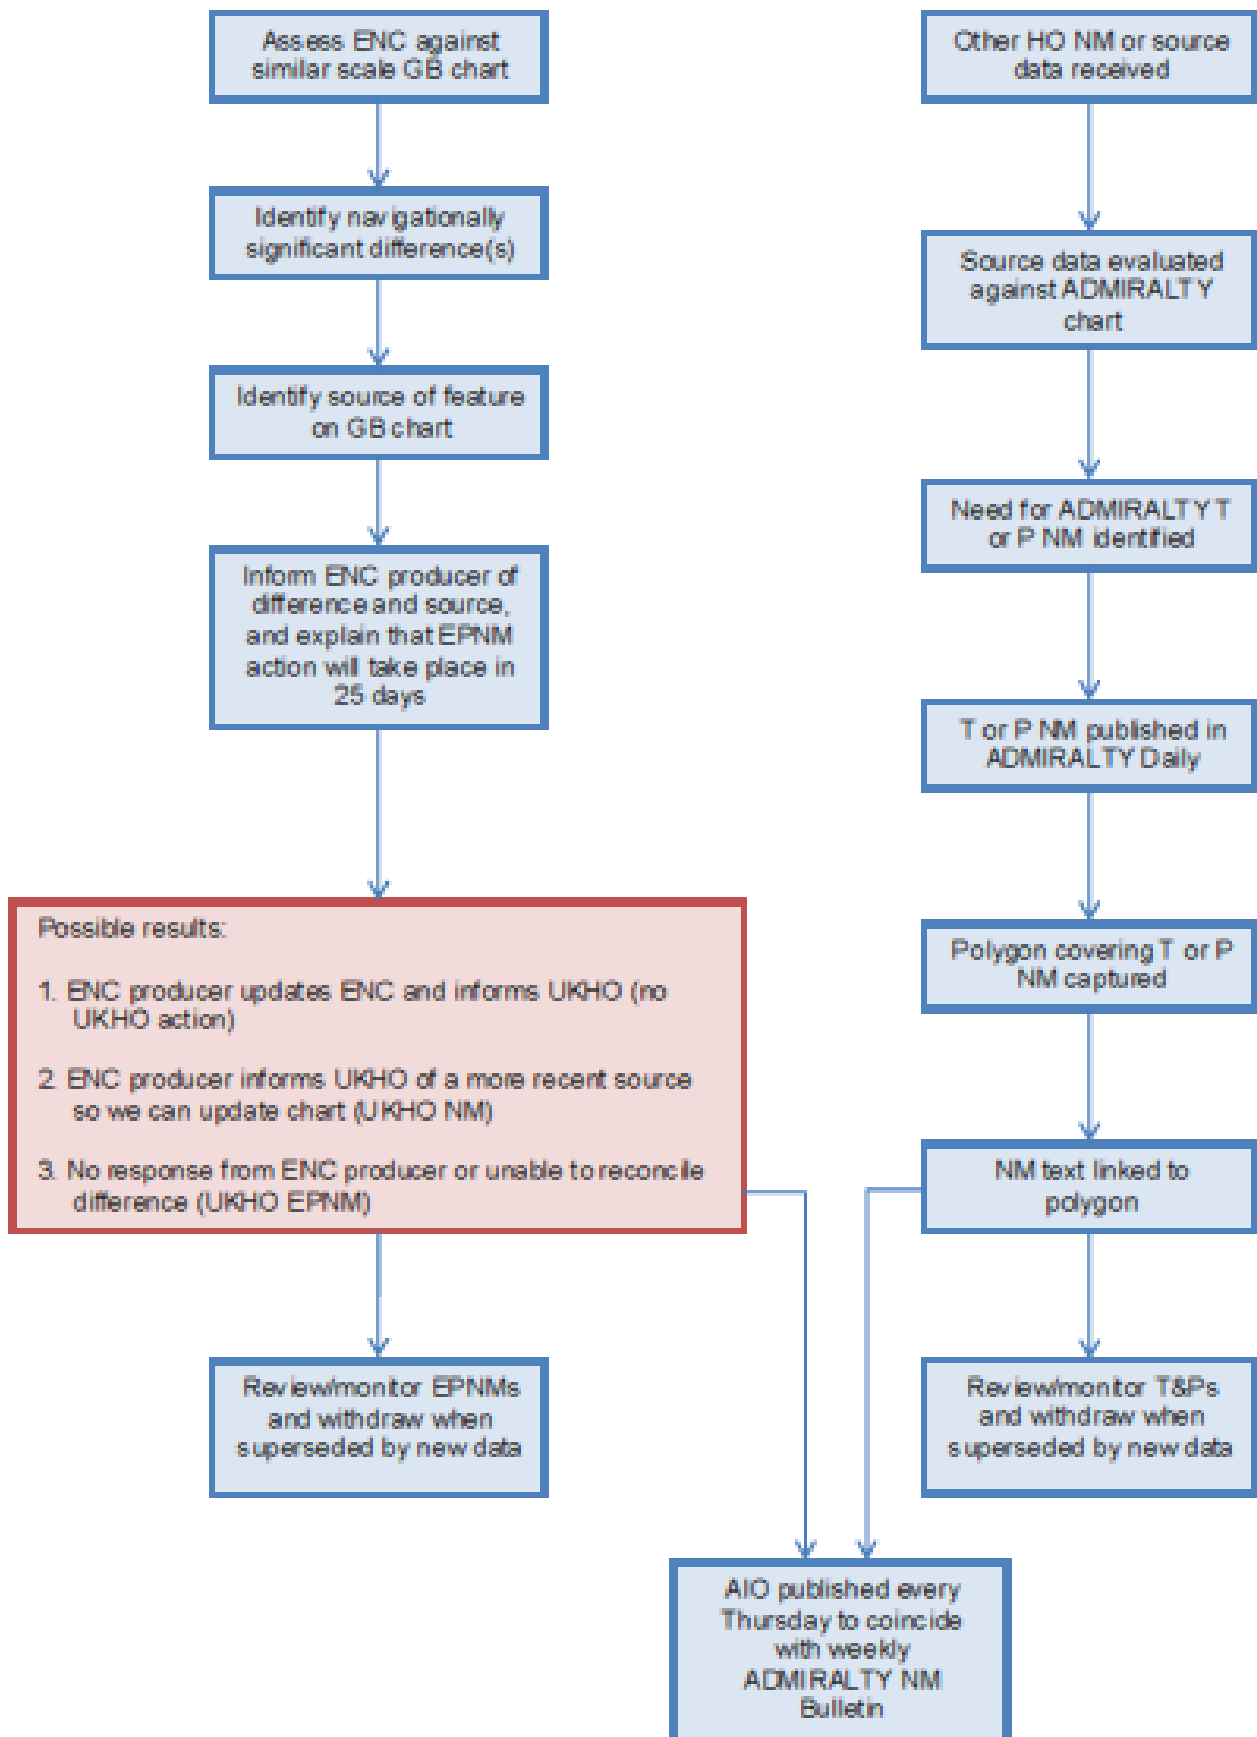 Assess ENC against
similar scale GB chart
Identify navigationally
significant difference(s)
Identify source of feature
on GB chart
Inform ENC producer of
difference and source,
and explain that EPNM
action will take place in
25 days
Possible results:
1. ENC producer updates ENC and informs UKHO (no
UKHO action)
2. ENC producer informs UKHO of a more recent source
so we can update chart (UKHO NM)
3. No response from ENC producer or unable to reconcile
difference (UKHO EPNM)
Review/monitor EPNMs
and withdraw when
superseded by new data
Other HO NM or source
data received
Source data evaluated
against ADMIRALTY
chart
Need for ADMIRALTY T
or P NM identified
T or P NM published in
ADMIRALTY Daily
Polygon covering T or P
NM captured
NM text linked to
polygon
Review/monitor T&Ps
and withdraw when
superseded by new data
AIO published every
Thursday to coincide
with weekly
ADMIRALTY NM
Bulletin